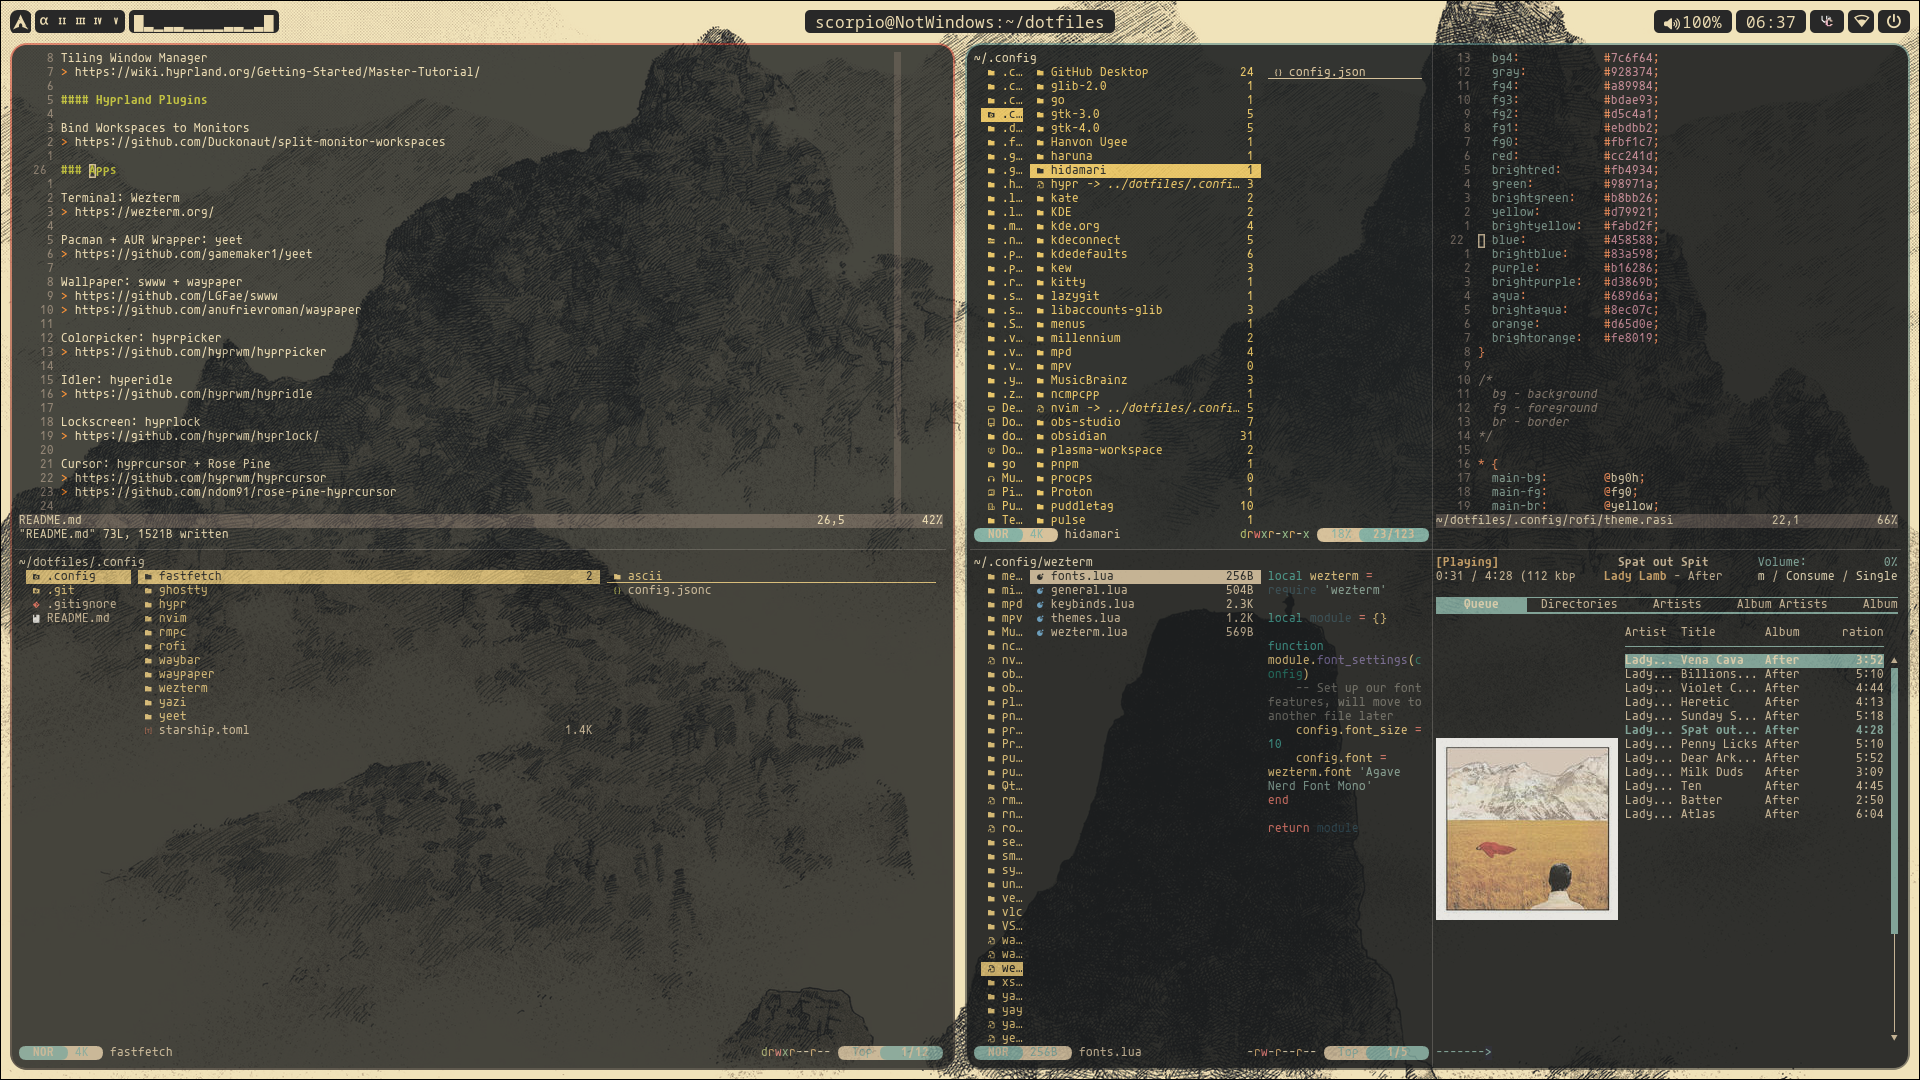 α II III IV V
scorpio@NotWindows:~/dotfiles
100%
06:37
8 Tiling Window Manager
7 > https://wiki.hyprland.org/Getting-Started/Master-Tutorial/
6
5 #### Hyprland Plugins
4
3 Bind Workspaces to Monitors
2 > https://github.com/Duckonaut/split-monitor-workspaces
1
26 ### Apps
1
2 Terminal: Wezterm
3 > https://wezterm.org/
4
5 Pacman + AUR Wrapper: yeet
6 > https://github.com/gamemaker1/yeet
7
8 Wallpaper: swww + waypaper
9 > https://github.com/LGFae/swww
10 > https://github.com/anufrievroman/waypaper
11
12 Colorpicker: hyprpicker
13 > https://github.com/hyprwm/hyprpicker
14
15 Idler: hyperidle
16 > https://github.com/hyprwm/hypridle
17
18 Lockscreen: hyprlock
19 > https://github.com/hyprwm/hyprlock/
20
21 Cursor: hyprcursor + Rose Pine
22 > https://github.com/hyprwm/hyprcursor
23 > https://github.com/ndom91/rose-pine-hyprcursor
24
README.md 26,5 42%
"README.md" 73L, 1521B written
~/dotfiles/.config
.config fastfetch 2 ascii
.git ghostty config.jsonc
.gitignore hypr
README.md nvim
rmpc
rofi
waybar
waypaper
wezterm
yazi
yeet
starship.toml 1.4K
NOR 4K fastfetch drwxr--r-- Top 1/12
~/.config
.c… GitHub Desktop 24 config.json
.c… glib-2.0 1
.c… go 1
.c… gtk-3.0 5
.d… gtk-4.0 5
.f… Hanvon Ugee 1
.g… haruna 1
.g… hidamari 1
.h… hypr -> ../dotfiles/.confi… 3
.l… kate 2
.l… KDE 2
.m… kde.org 4
.n… kdeconnect 5
.p… kdedefaults 6
.p… kew 3
.r… kitty 1
.s… lazygit 1
.s… libaccounts-glib 3
.S… menus 1
.v… millennium 2
.v… mpd 4
.v… mpv 0
.y… MusicBrainz 3
.z… ncmpcpp 1
De… nvim -> ../dotfiles/.confi… 5
Do… obs-studio 7
do… obsidian 31
Do… plasma-workspace 2
go pnpm 1
Mu… procps 0
Pi… Proton 1
Pu… puddletag 10
Te… pulse 1
NOR 4K hidamari drwxr-xr-x 18% 23/123
13 bg4: #7c6f64;
12 gray: #928374;
11 fg4: #a89984;
10 fg3: #bdae93;
9 fg2: #d5c4a1;
8 fg1: #ebdbb2;
7 fg0: #fbf1c7;
6 red: #cc241d;
5 brightred: #fb4934;
4 green: #98971a;
3 brightgreen: #b8bb26;
2 yellow: #d79921;
1 brightyellow: #fabd2f;
22 blue: #458588;
1 brightblue: #83a598;
2 purple: #b16286;
3 brightpurple: #d3869b;
4 aqua: #689d6a;
5 brightaqua: #8ec07c;
6 orange: #d65d0e;
7 brightorange: #fe8019;
8 }
9
10 /*
11 bg - background
12 fg - foreground
13 br - border
14 */
15
16 * {
17 main-bg: @bg0h;
18 main-fg: @fg0;
19 main-br: @yellow;
~/dotfiles/.config/rofi/theme.rasi 22,1 66%
~/.config/wezterm
me… fonts.lua 256B
mi… general.lua 504B
mpd keybinds.lua 2.3K
mpv themes.lua 1.2K
Mu… wezterm.lua 569B
nc…
nv…
ob…
ob…
pl…
pn…
pr…
Pr…
pu…
pu…
Qt…
rm…
rn…
ro…
se…
sm…
sy…
un…
ve…
vlc
VS…
wa…
wa…
we…
xs…
ya…
yay
ya…
ye…
local wezterm =
require 'wezterm'
local module = {}
function
module.font_settings(c
onfig)
-- Set up our font
features, will move to
another file later
config.font_size =
10
config.font =
wezterm.font 'Agave
Nerd Font Mono'
end
return module
NOR 256B fonts.lua -rw-r--r-- Top 1/5
[Playing] Spat out Spit Volume: 0%
0:31 / 4:28 (112 kbp Lady Lamb - After m / Consume / Single
Queue Directories Artists Album Artists Album
Artist Title Album ration
Lady... Vena Cava After 3:52
Lady... Billions... After 5:10
Lady... Violet C... After 4:44
Lady... Heretic After 4:13
Lady... Sunday S... After 5:18
Lady... Spat out... After 4:28
Lady... Penny Licks After 5:10
Lady... Dear Ark... After 5:52
Lady... Milk Duds After 3:09
Lady... Ten After 4:45
Lady... Batter After 2:50
Lady... Atlas After 6:04
------->